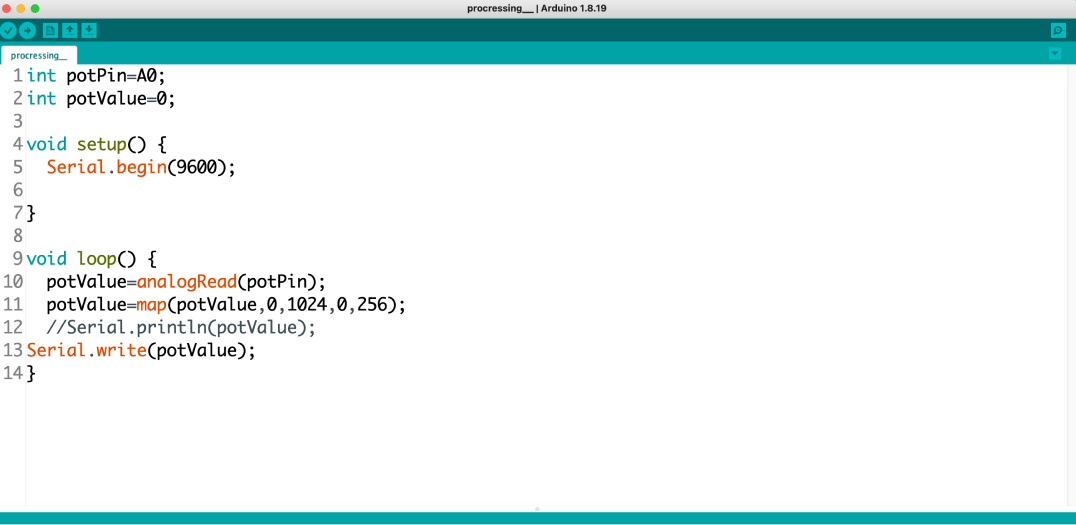 procressing__ | Arduino 1.8.19
procressing__
1 int potPin=A0;
2 int potValue=0;
3
4 void setup() {
5   Serial.begin(9600);
6
7 }
8
9 void loop() {
10   potValue=analogRead(potPin);
11   potValue=map(potValue,0,1024,0,256);
12   //Serial.println(potValue);
13 Serial.write(potValue);
14 }